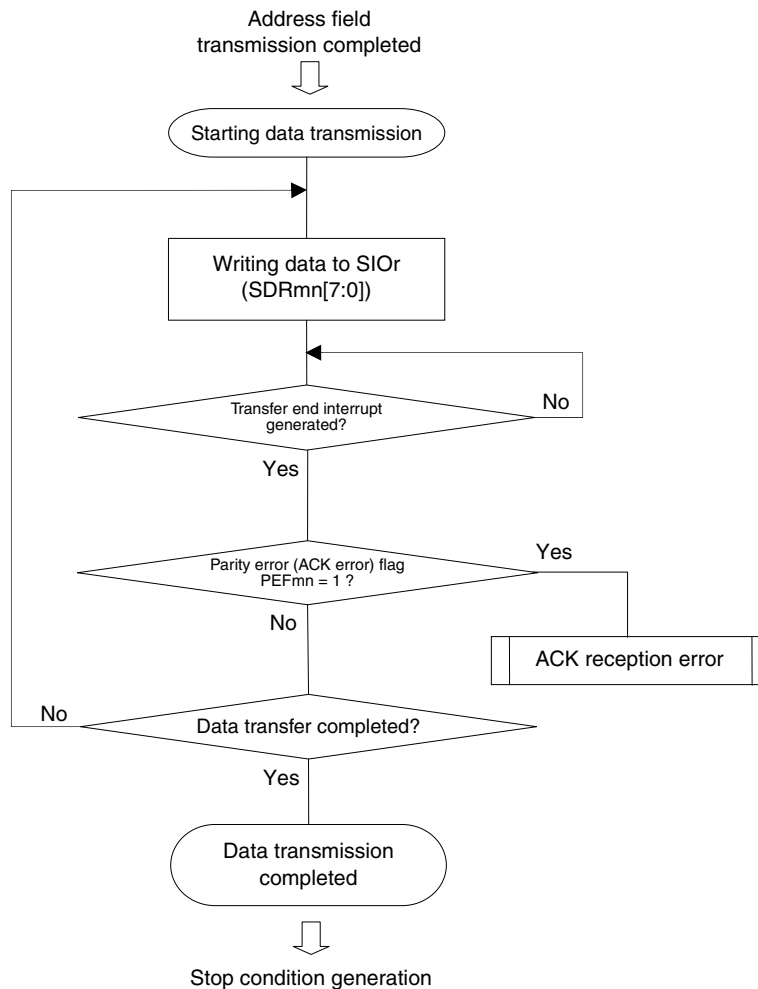 Address field
transmission completed
Starting data transmission
Writing data to SIOr
(SDRmn[7:0])
Transfer end interrupt
generated?
No
Yes
Parity error (ACK error) flag
PEFmn = 1 ?
Yes
No
ACK reception error
Data transfer completed?
No
Yes
Data transmission
completed
Stop condition generation